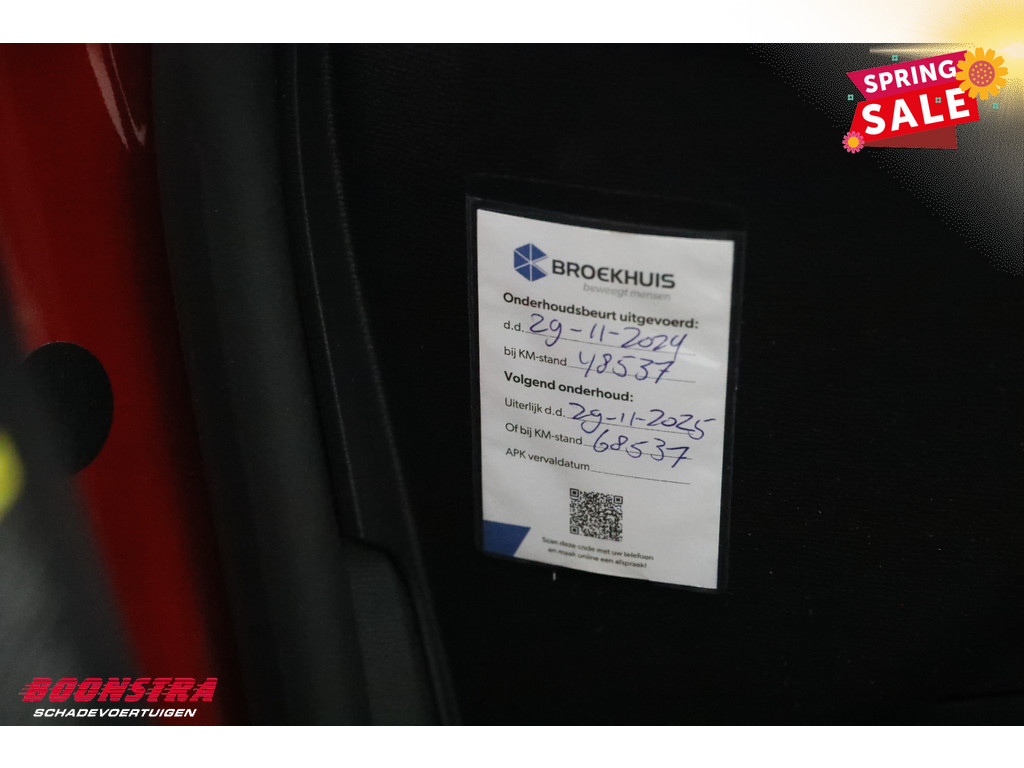 SPRING
SALE
BROEKHUIS
beweegt mensen
Onderhoudsbeurt uitgevoerd:
d.d. 29-11-2024
bij KM-stand 48537
Volgend onderhoud:
Uiterlijk d.d. 29-11-2025
Of bij KM-stand 68537
APK vervaldatum
Scan deze code met uw telefoon
en maak online een afspraak!
BOONSTRA
SCHADEVOERTUIGEN